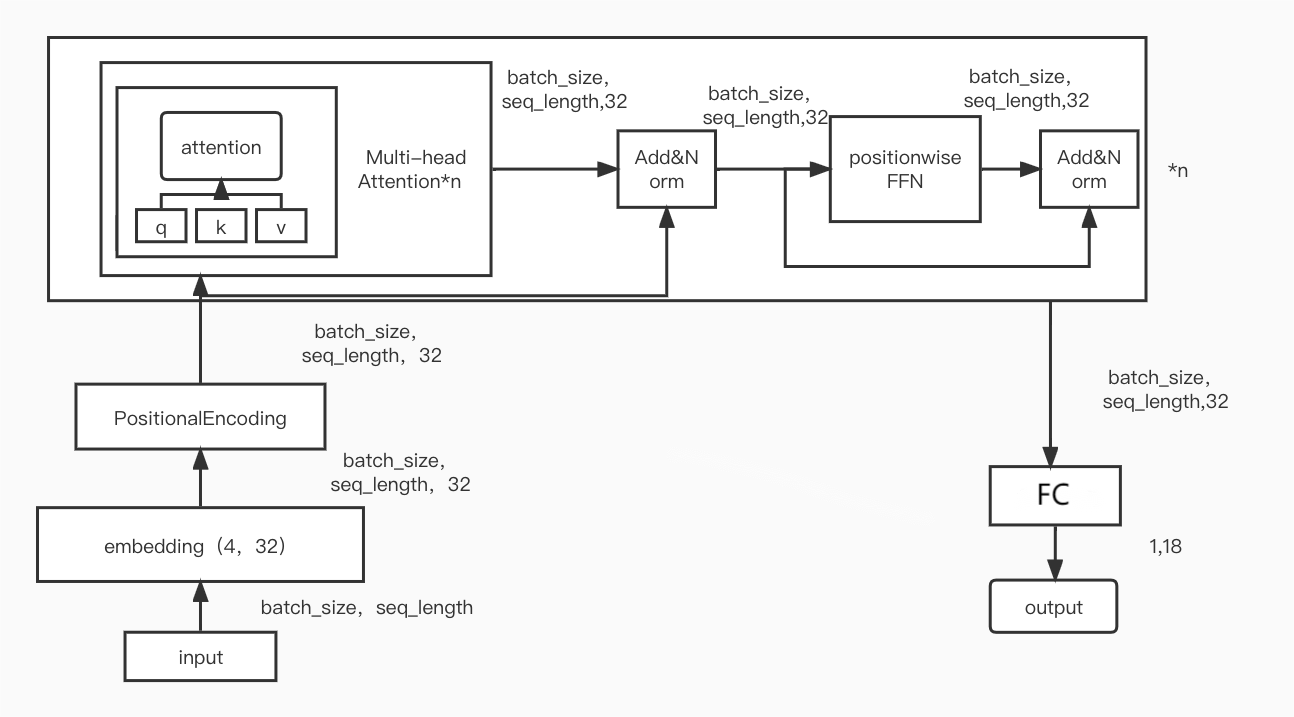 batch_size,
seq_length,32
batch_size,
seq_length,32
batch_size,
seq_length,32
attention
q
k
v
Multi-head
Attention*n
Add&N
orm
positionwise
FFN
Add&N
orm
*n
batch_size,
seq_length, 32
PositionalEncoding
batch_size,
seq_length, 32
embedding (4, 32)
batch_size, seq_length
input
batch_size,
seq_length,32
FC
1,18
output